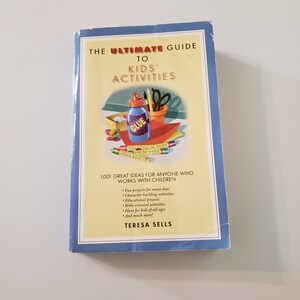 THE ULTIMATE GUIDE
TO
KIDS'
ACTIVITIES
GLUE
1,001 GREAT IDEAS FOR ANYONE WHO
WORKS WITH CHILDREN
• Fun projects for rainy days
• Character-building activities
• Educational projects
• Bible-oriented activities
• Ideas for kids of all ages
• And much more!
TERESA SELLS